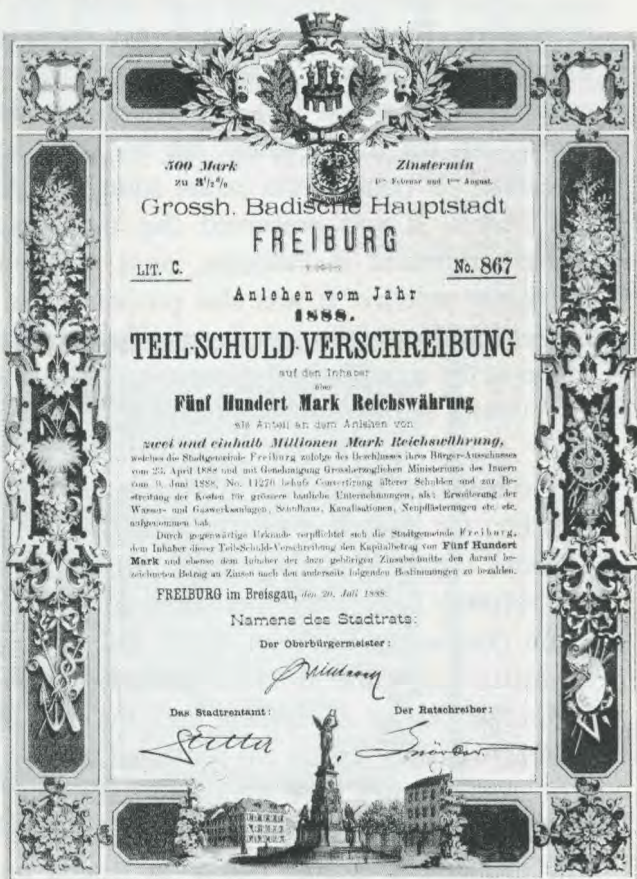 500 Mark
zu 3½%
Zinstermin
1ten Februar und 1ten August.
Grossh. Badische Hauptstadt
FREIBURG
LIT. C.
No. 867
Anlehen vom Jahr
1888.
TEIL-SCHULD-VERSCHREIBUNG
auf den Inhaber
über
Fünf Hundert Mark Reichswährung
als Anteil an dem Anlehen von
zwei und einhalb Millionen Mark Reichswährung,
welches die Stadtgemeinde Freiburg zufolge des Beschlusses ihres Bürger-Ausschusses
vom 23. April 1888 und mit Genehmigung Grossherzoglichen Ministeriums des Innern
vom 9. Juni 1888, No. 11270 behufs Convertirung älterer Schulden und zur Be-
streitung der Kosten für grössere bauliche Unternehmungen, als: Erweiterung der
Wasser- und Gaswerksanlagen, Schulhaus, Kanalisationen, Neupflästerungen etc. etc.
aufgenommen hat.
Durch gegenwärtige Urkunde verpflichtet sich die Stadtgemeinde Freiburg,
dem Inhaber dieser Teil-Schuld-Verschreibung den Kapitalbetrag von Fünf Hundert
Mark und ebenso dem Inhaber der dazu gehörigen Zinsabschnitte den darauf be-
zeichneten Betrag an Zinsen nach den anderseits folgenden Bestimmungen zu bezahlen.
FREIBURG im Breisgau, den 20. Juli 1888.
Namens des Stadtrats:
Der Oberbürgermeister:
Das Stadtrentamt:
Der Ratschreiber: